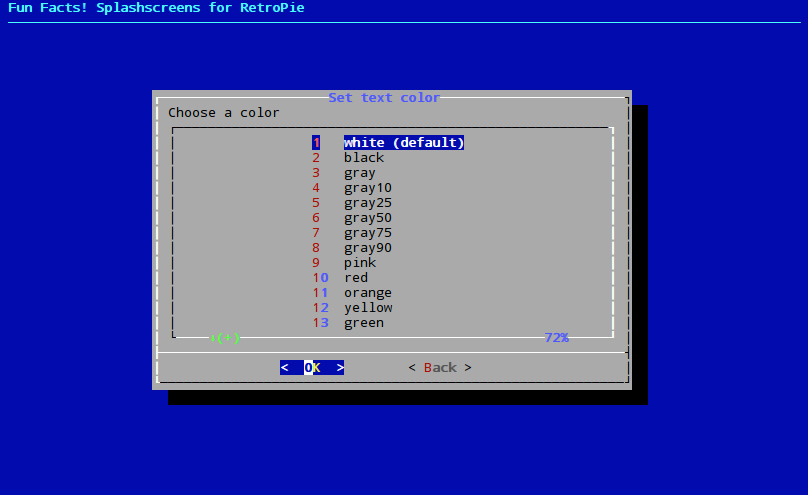 Fun Facts! Splashscreens for RetroPie
Set text color
Choose a color
1 white (default)
2 black
3 gray
4 gray10
5 gray25
6 gray50
7 gray75
8 gray90
9 pink
10 red
11 orange
12 yellow
13 green
↓(+) 72%
< OK > < Back >